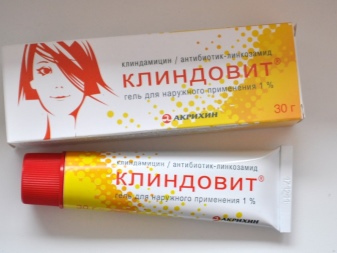 клиндамицин / антибиотик-линкозамид
КЛИНДОВИТ®
гель для наружного применения 1 %
АКРИХИН
30 г
клиндамицин / антибиотик-линкозамид
КЛИНДОВИТ®
гель для наружного применения 1 %
АКРИХИН